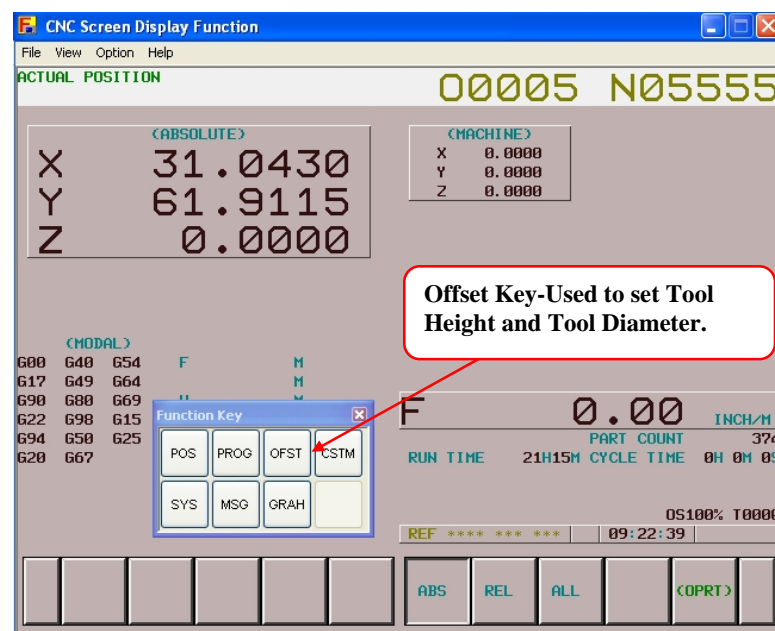 CNC Screen Display Function
File View Option Help
ACTUAL POSITION
O0005 N05555
(ABSOLUTE)
X 31.0430
Y 61.9115
Z 0.0000
(MACHINE)
X 0.0000
Y 0.0000
Z 0.0000
Offset Key-Used to set Tool
Height and Tool Diameter.
(MODAL)
G00 G40 G54 F M
G17 G49 G64 M
G90 G80 G69
G22 G98 G15
G94 G50 G25
G20 G67
Function Key
POS PROG OFST CSTM
SYS MSG GRAH
F 0.00 INCH/M
PART COUNT 374
RUN TIME 21H15M CYCLE TIME 0H 0M
OS100% T0000
REF **** *** *** 09:22:39
ABS REL ALL (OPRT)